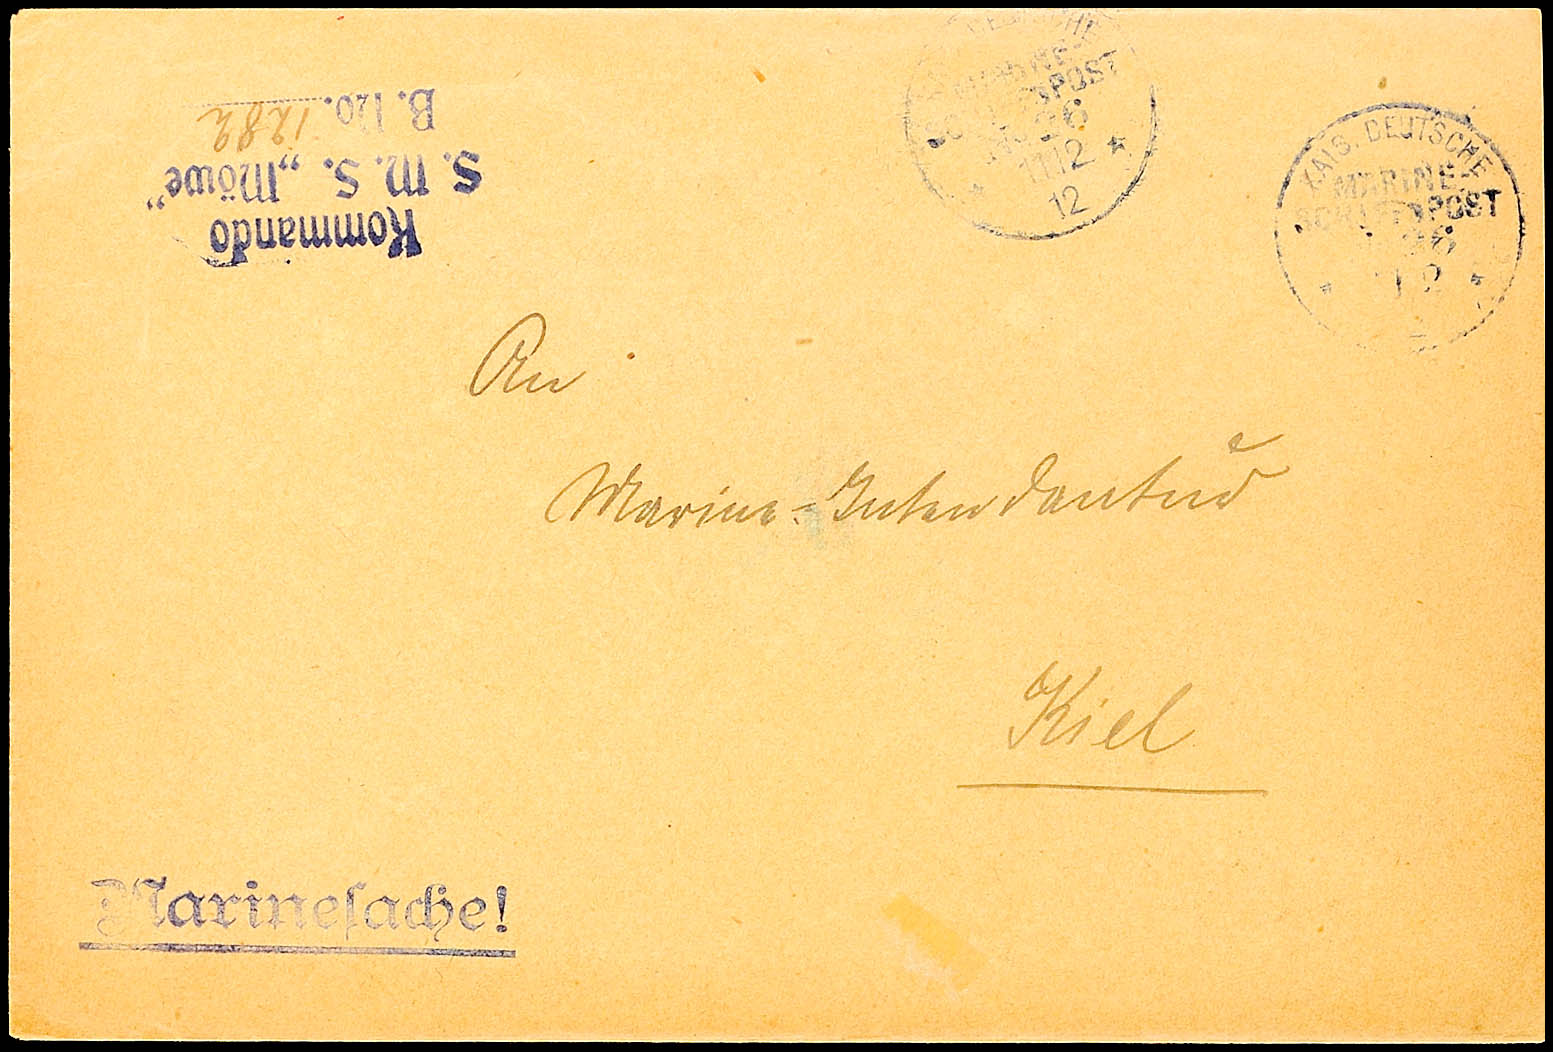 Kommando
S. M. S. „Möwe"
B. No. 1282
DEUTSCHE
MARINE-
SCHIFFSPOST
No 26
11 12
12
KAIS. DEUTSCHE
MARINE-
SCHIFFSPOST
26
An
Marine-Intendantur
Kiel
Marinesache!